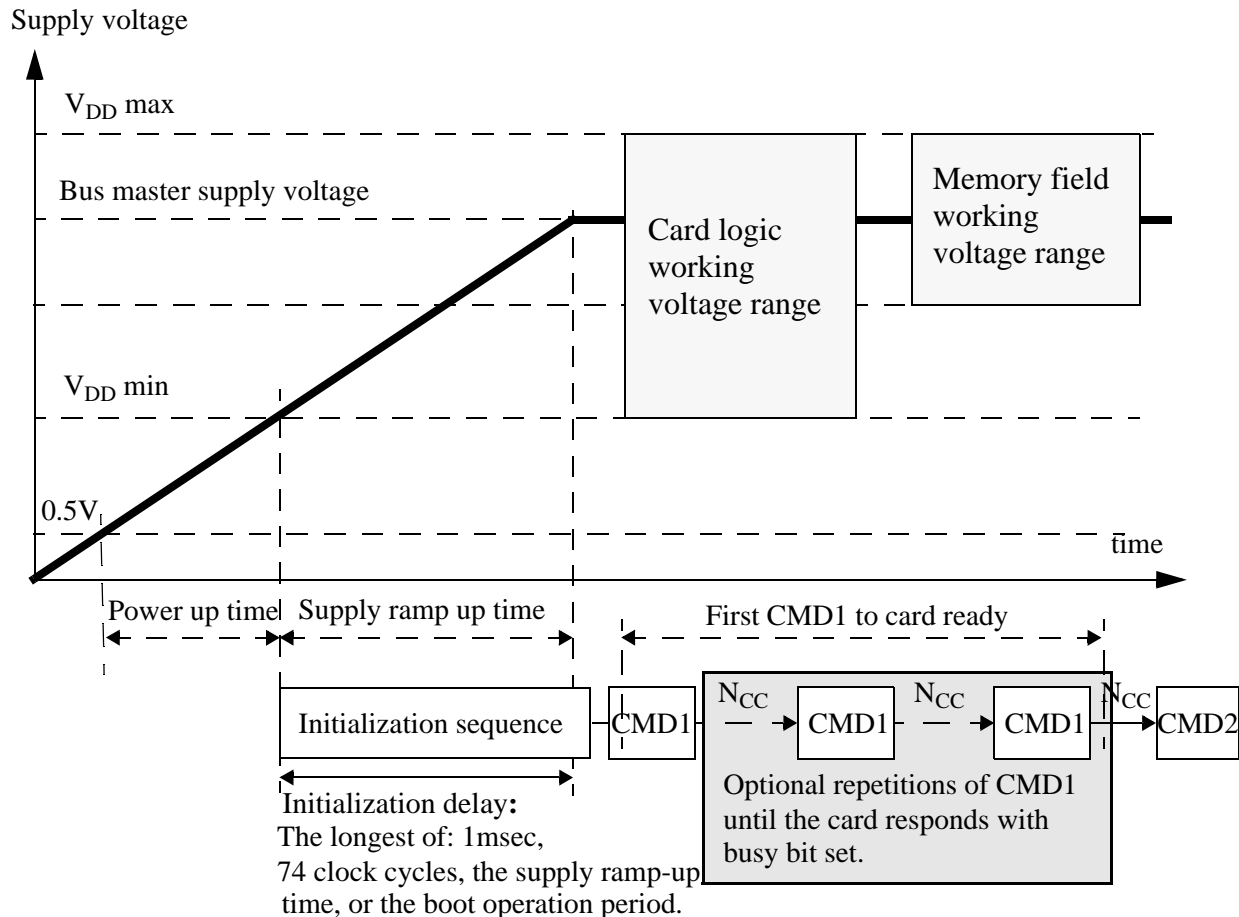 Supply voltage
V_DD max
Bus master supply voltage
Memory field
working
voltage range
Card logic
working
voltage range
V_DD min
0.5V
time
Power up time
Supply ramp up time
First CMD1 to card ready
Initialization sequence
CMD1
N_CC
CMD1
N_CC
CMD1
N_CC
CMD2
Optional repetitions of CMD1
until the card responds with
busy bit set.
Initialization delay:
The longest of: 1msec,
74 clock cycles, the supply ramp-up
time, or the boot operation period.